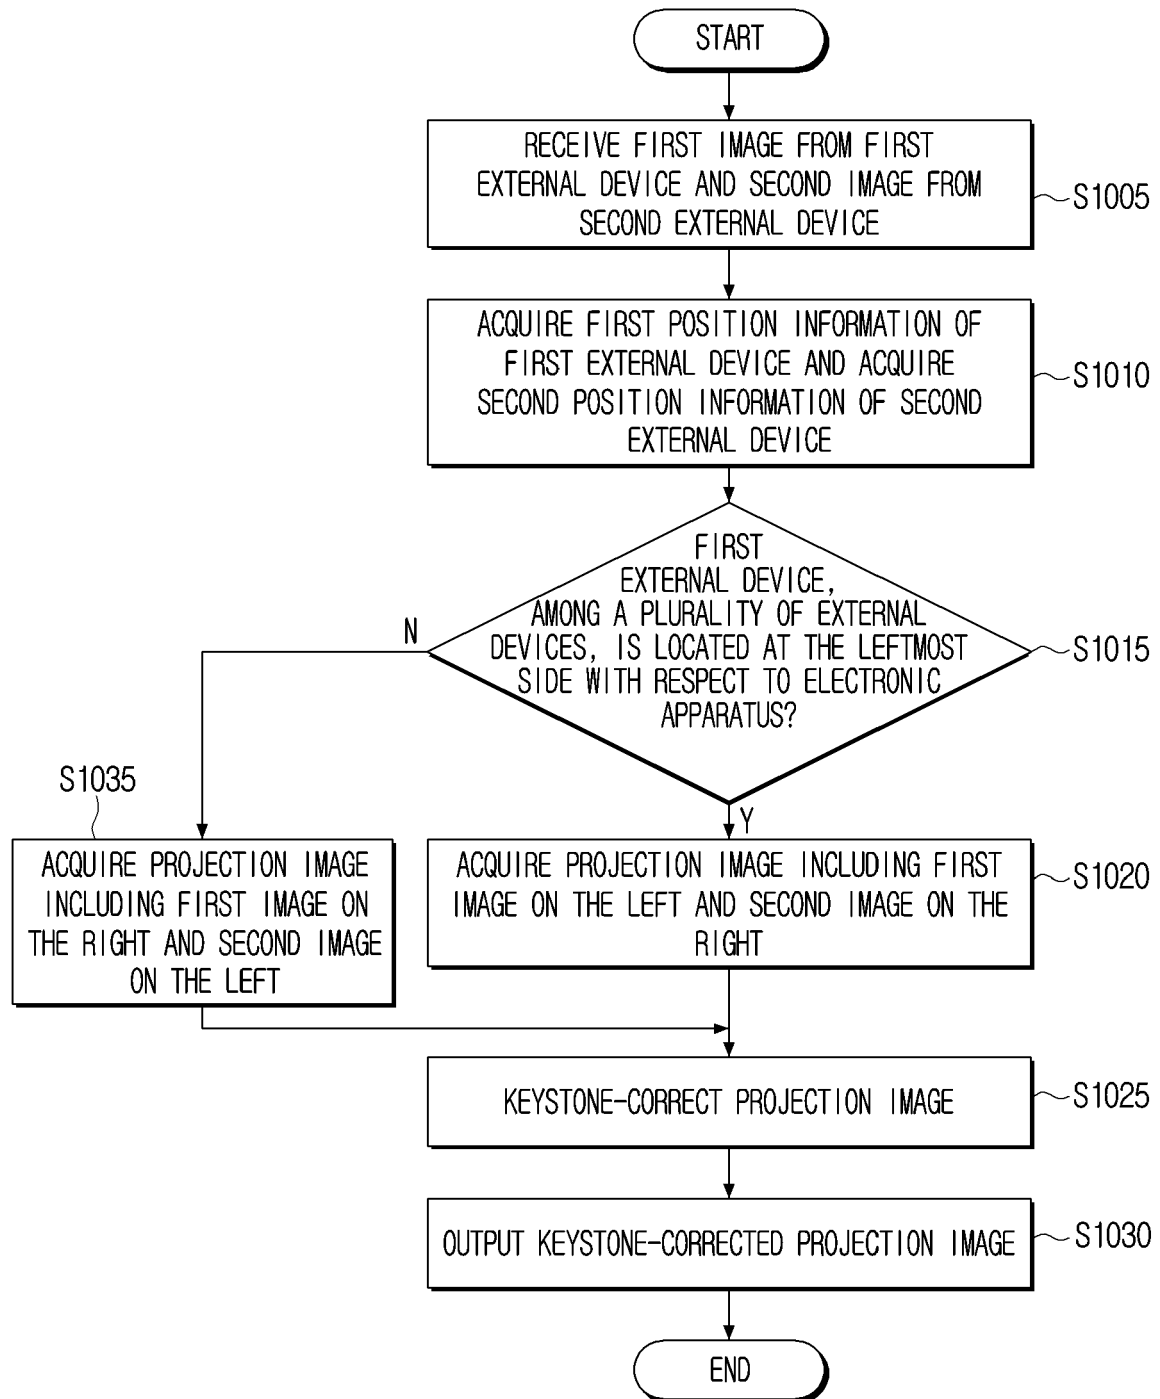 START
RECEIVE FIRST IMAGE FROM FIRST
EXTERNAL DEVICE AND SECOND IMAGE FROM
SECOND EXTERNAL DEVICE
S1005
ACQUIRE FIRST POSITION INFORMATION OF
FIRST EXTERNAL DEVICE AND ACQUIRE
SECOND POSITION INFORMATION OF SECOND
EXTERNAL DEVICE
S1010
FIRST
EXTERNAL DEVICE,
AMONG A PLURALITY OF EXTERNAL
DEVICES, IS LOCATED AT THE LEFTMOST
SIDE WITH RESPECT TO ELECTRONIC
APPARATUS?
S1015
N
Y
S1035
ACQUIRE PROJECTION IMAGE
INCLUDING FIRST IMAGE ON
THE RIGHT AND SECOND IMAGE
ON THE LEFT
ACQUIRE PROJECTION IMAGE INCLUDING FIRST
IMAGE ON THE LEFT AND SECOND IMAGE ON THE
RIGHT
S1020
KEYSTONE-CORRECT PROJECTION IMAGE
S1025
OUTPUT KEYSTONE-CORRECTED PROJECTION IMAGE
S1030
END